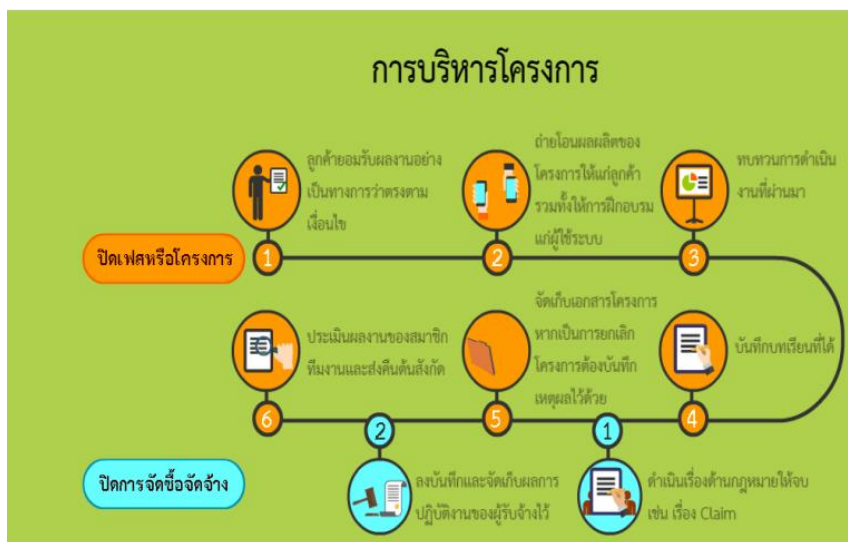 การบริหารโครงการ
ลูกค้ายอมรับผลงานอย่าง
เป็นทางการว่าตรงตาม
เงื่อนไข
ถ่ายโอนผลผลิตของ
โครงการให้แก่ลูกค้า
รวมทั้งให้การฝึกอบรม
แก่ผู้ใช้ระบบ
ทบทวนการดำเนิน
งานที่ผ่านมา
ปิดเฟสหรือโครงการ
1
2
3
ประเมินผลงานของสมาชิก
ทีมงานและส่งคืนต้นสังกัด
จัดเก็บเอกสารโครงการ
หากเป็นการยกเลิก
โครงการต้องบันทึก
เหตุผลไว้ด้วย
บันทึกบทเรียนที่ได้
6
2
5
1
4
ปิดการจัดซื้อจัดจ้าง
ลงบันทึกและจัดเก็บผลการ
ปฏิบัติงานของผู้รับจ้างไว้
ดำเนินเรื่องด้านกฎหมายให้จบ
เช่น เรื่อง Claim